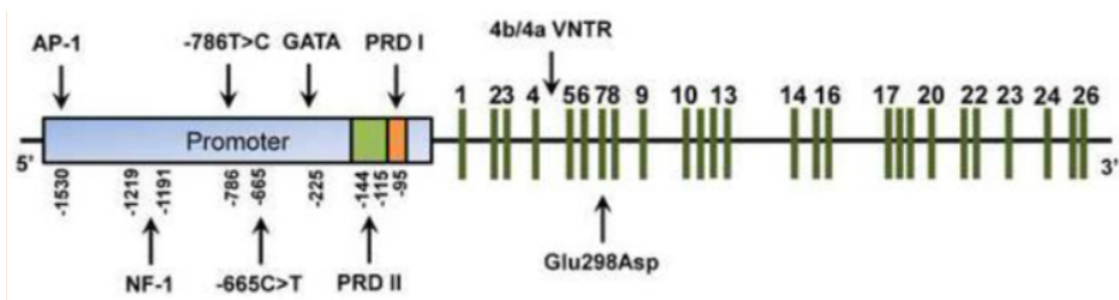 4b/4a VNTR
AP-1 -786T>C GATA PRD I
1 23 4 56 78 9 10 13 14 16 17 20 22 23 24 26
Promoter
5' 3'
-1530 -1219 -1191 -786 -665 -225 -144 -115 -95
Glu298Asp
NF-1 -665C>T PRD II